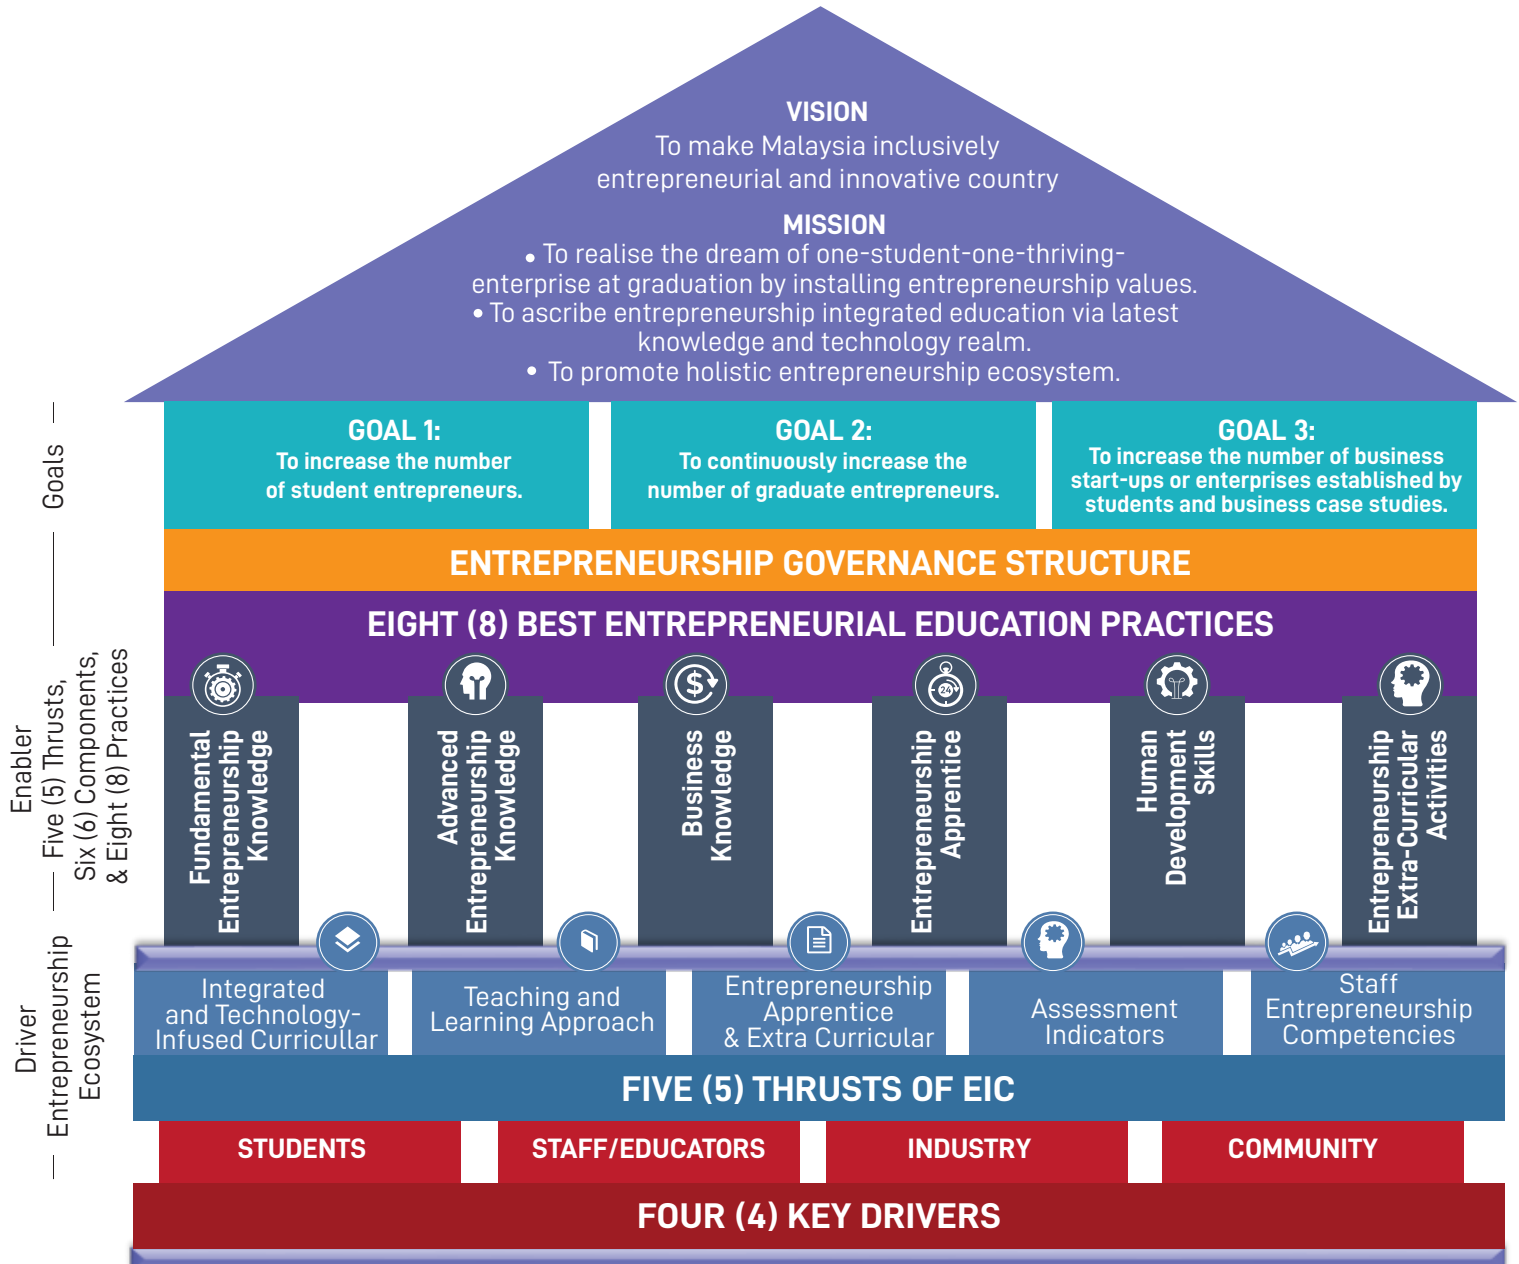 VISION
To make Malaysia inclusively
entrepreneurial and innovative country
MISSION
• To realise the dream of one-student-one-thriving-
enterprise at graduation by installing entrepreneurship values.
• To ascribe entrepreneurship integrated education via latest
knowledge and technology realm.
• To promote holistic entrepreneurship ecosystem.
Goals
GOAL 1:
To increase the number
of student entrepreneurs.
GOAL 2:
To continuously increase the
number of graduate entrepreneurs.
GOAL 3:
To increase the number of business
start-ups or enterprises established by
students and business case studies.
ENTREPRENEURSHIP GOVERNANCE STRUCTURE
EIGHT (8) BEST ENTREPRENEURIAL EDUCATION PRACTICES
Enabler
Five (5) Thrusts,
Six (6) Components,
& Eight (8) Practices
$
24
Fundamental
Entrepreneurship
Knowledge
Advanced
Entrepreneurship
Knowledge
Business
Knowledge
Entrepreneurship
Apprentice
Human
Development
Skills
Entrepreneurship
Extra-Curricular
Activities
Driver
Entrepreneurship
Ecosystem
Integrated
and Technology-
Infused Curricullar
Teaching and
Learning Approach
Entrepreneurship
Apprentice
& Extra Curricular
Assessment
Indicators
Staff
Entrepreneurship
Competencies
FIVE (5) THRUSTS OF EIC
STUDENTS
STAFF/EDUCATORS
INDUSTRY
COMMUNITY
FOUR (4) KEY DRIVERS